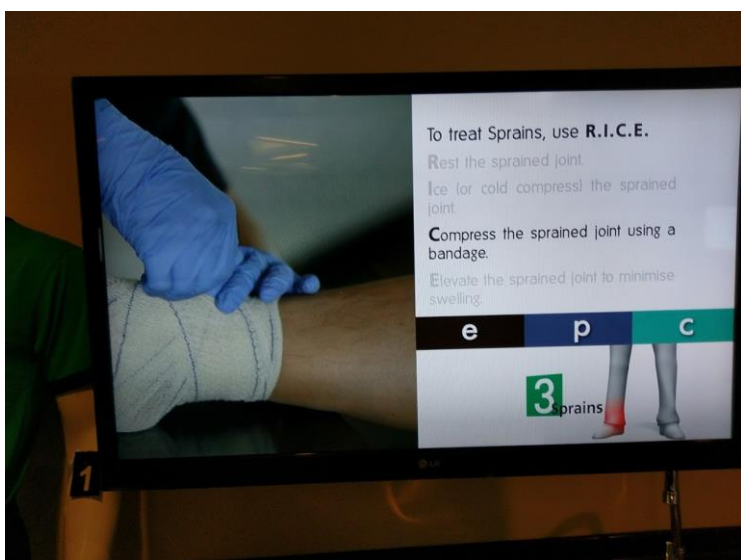 To treat Sprains, use R.I.C.E.
Rest the sprained joint.
Ice (or cold compress) the sprained
joint
Compress the sprained joint using a
bandage.
Elevate the sprained joint to minimise
swelling.
e p c
3 Sprains
LG
1